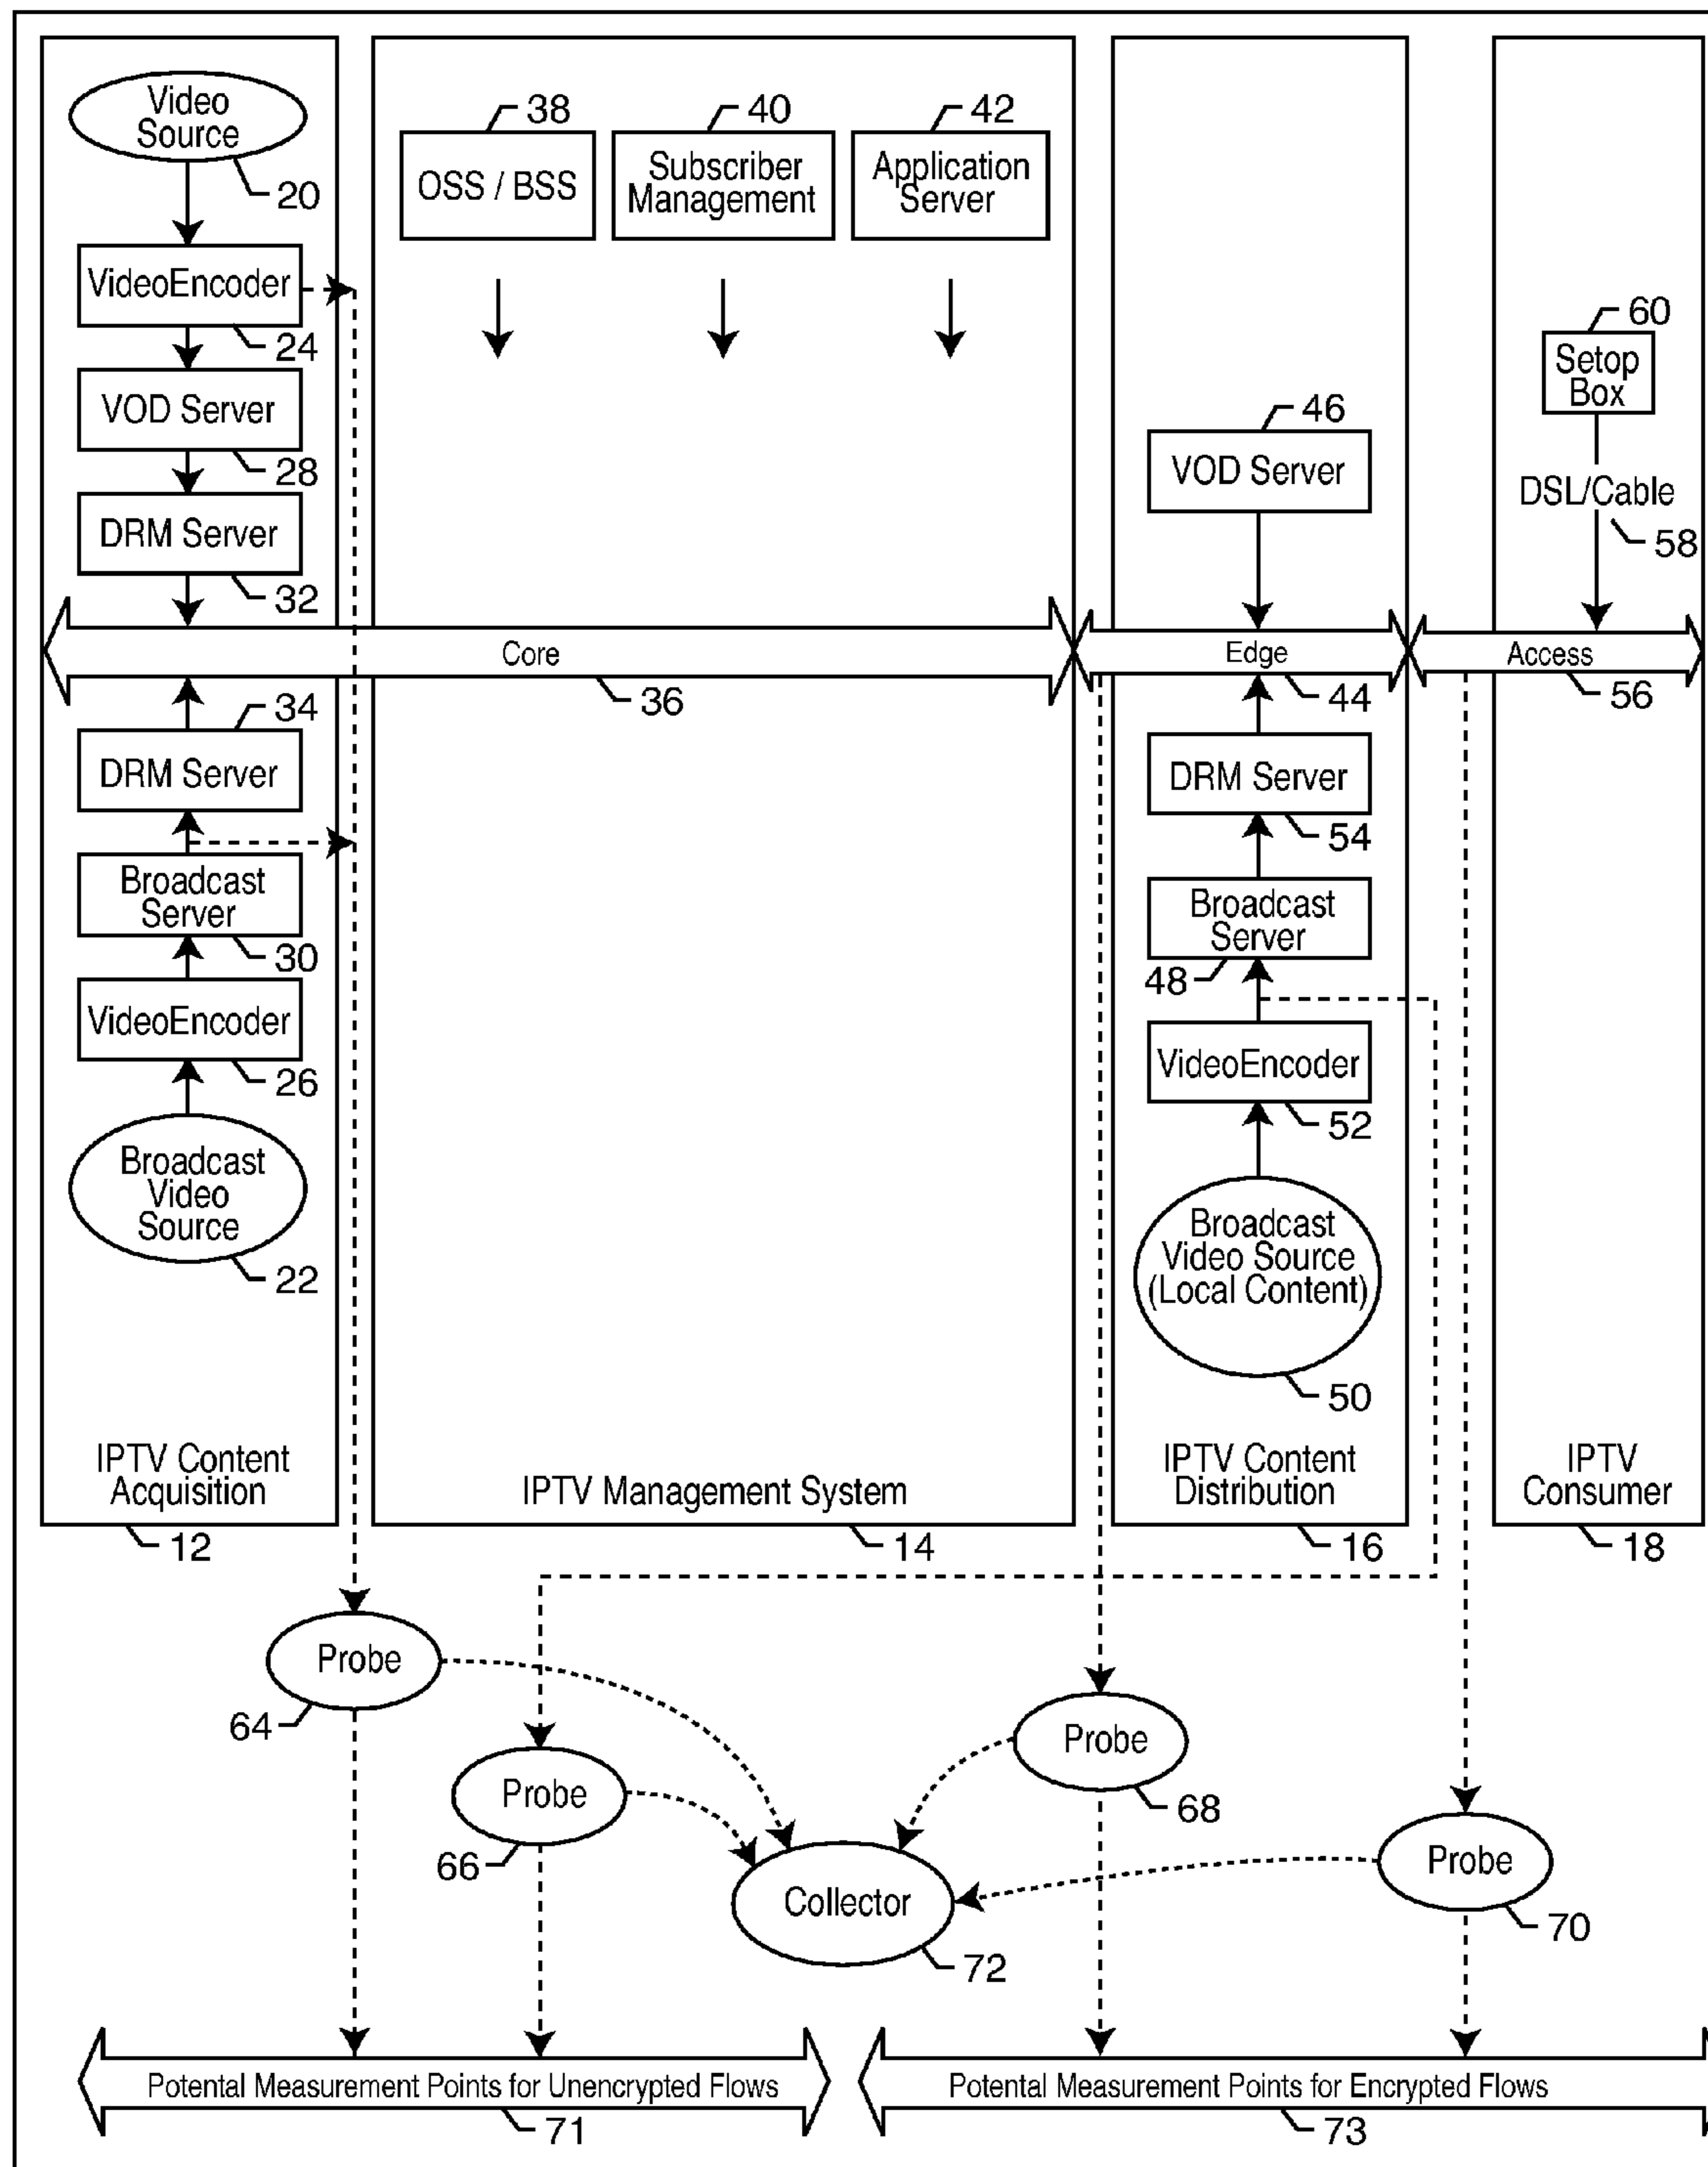 Video
Source
20
VideoEncoder
24
VOD Server
28
DRM Server
32
38
OSS / BSS
40
Subscriber
Management
42
Application
Server
46
VOD Server
60
Setop
Box
DSL/Cable
58
Core
36
Edge
44
Access
56
34
DRM Server
Broadcast
Server
30
VideoEncoder
26
Broadcast
Video
Source
22
DRM Server
54
Broadcast
Server
48
VideoEncoder
52
Broadcast
Video Source
(Local Content)
50
IPTV Content
Acquisition
12
IPTV Management System
14
IPTV Content
Distribution
16
IPTV
Consumer
18
Probe
64
Probe
66
Probe
68
Probe
70
Collector
72
Potental Measurement Points for Unencrypted Flows
71
Potental Measurement Points for Encrypted Flows
73